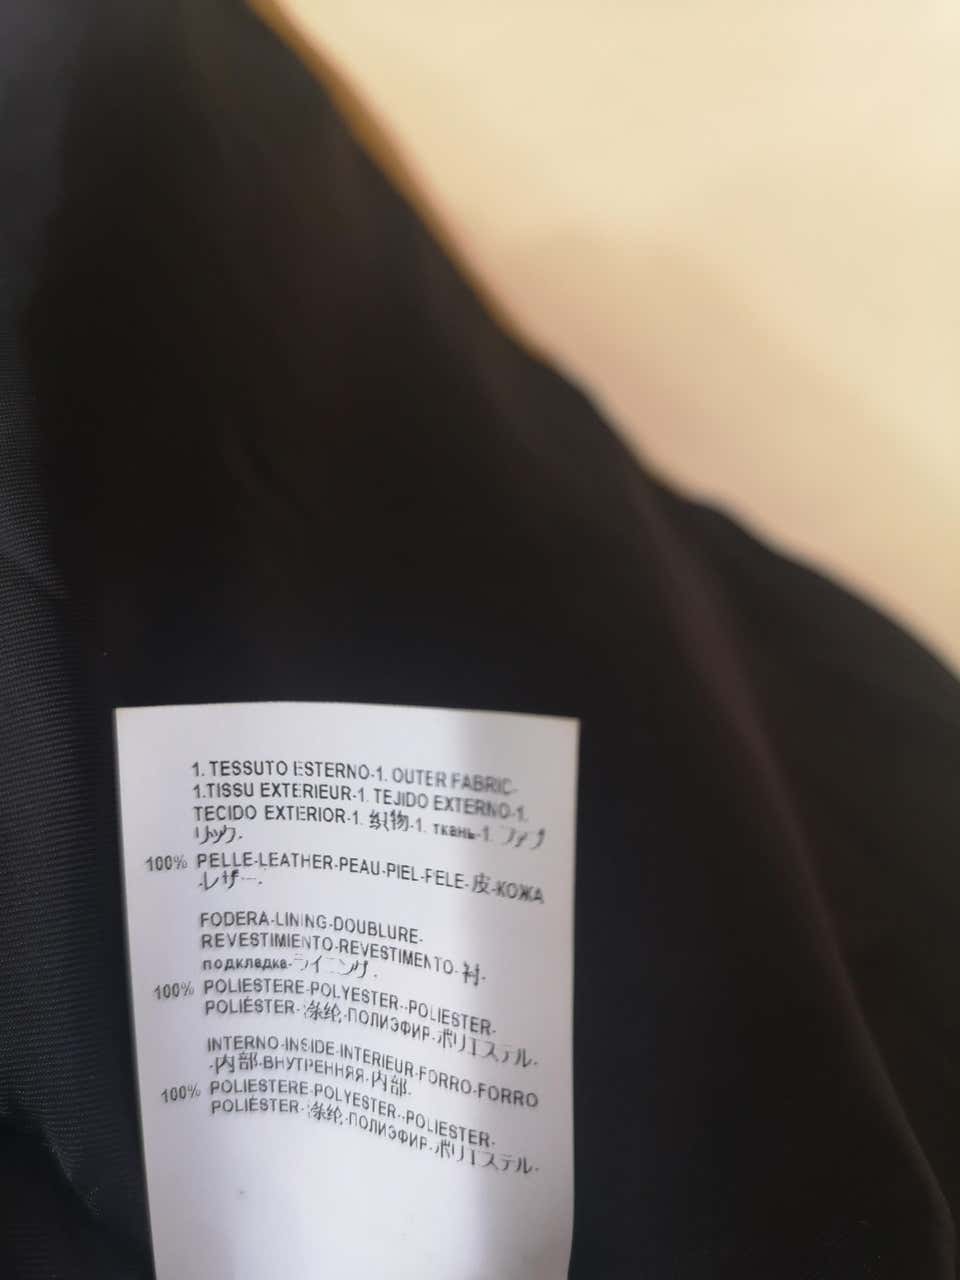 1. TESSUTO ESTERNO-1. OUTER FABRIC-
1.TISSU EXTERIEUR-1. TEJIDO EXTERNO-1.
TECIDO EXTERIOR-1. 织物-1. ткань-1. ファブ
リック-
100% PELLE-LEATHER-PEAU-PIEL-PELE-皮-КОЖА
-レザー-.
FODERA-LINING-DOUBLURE-
REVESTIMIENTO-REVESTIMENTO-衬-
подкладка-ライニング.
100% POLIESTERE-POLYESTER-POLIESTER-
POLIÉSTER-涤纶-ПОЛИЭФИР-ポリエステル-
INTERNO-INSIDE-INTERIEUR-FORRO-FORRO
-内部-ВНУТРЕННЯЯ-内部-
100% POLIESTERE-POLYESTER-POLIESTER-
POLIÉSTER-涤纶-ПОЛИЭФИР-ポリエステル-